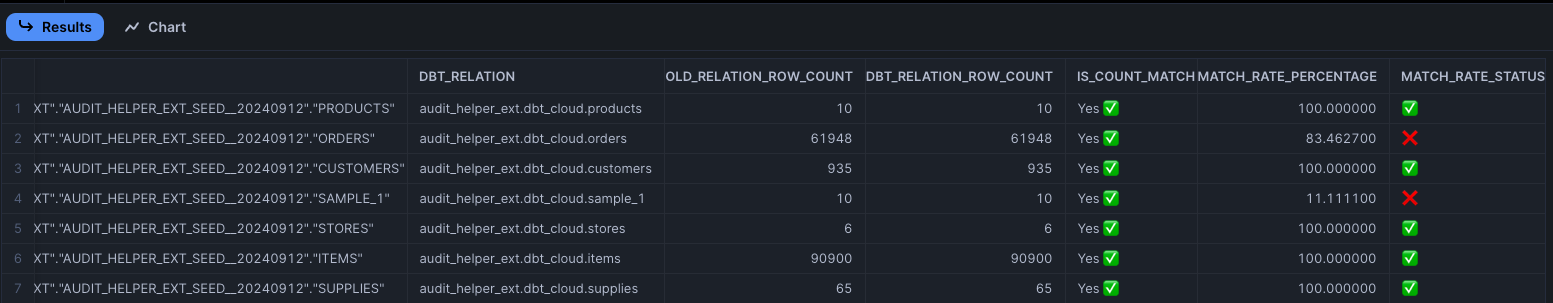 Results Chart
DBT_RELATION OLD_RELATION_ROW_COUNT DBT_RELATION_ROW_COUNT IS_COUNT_MATCH MATCH_RATE_PERCENTAGE MATCH_RATE_STATUS
1 XT"."AUDIT_HELPER_EXT_SEED__20240912"."PRODUCTS" audit_helper_ext.dbt_cloud.products 10 10 Yes ✅ 100.000000 ✅
2 XT"."AUDIT_HELPER_EXT_SEED__20240912"."ORDERS" audit_helper_ext.dbt_cloud.orders 61948 61948 Yes ✅ 83.462700 ❌
3 XT"."AUDIT_HELPER_EXT_SEED__20240912"."CUSTOMERS" audit_helper_ext.dbt_cloud.customers 935 935 Yes ✅ 100.000000 ✅
4 XT"."AUDIT_HELPER_EXT_SEED__20240912"."SAMPLE_1" audit_helper_ext.dbt_cloud.sample_1 10 10 Yes ✅ 11.111100 ❌
5 XT"."AUDIT_HELPER_EXT_SEED__20240912"."STORES" audit_helper_ext.dbt_cloud.stores 6 6 Yes ✅ 100.000000 ✅
6 XT"."AUDIT_HELPER_EXT_SEED__20240912"."ITEMS" audit_helper_ext.dbt_cloud.items 90900 90900 Yes ✅ 100.000000 ✅
7 XT"."AUDIT_HELPER_EXT_SEED__20240912"."SUPPLIES" audit_helper_ext.dbt_cloud.supplies 65 65 Yes ✅ 100.000000 ✅